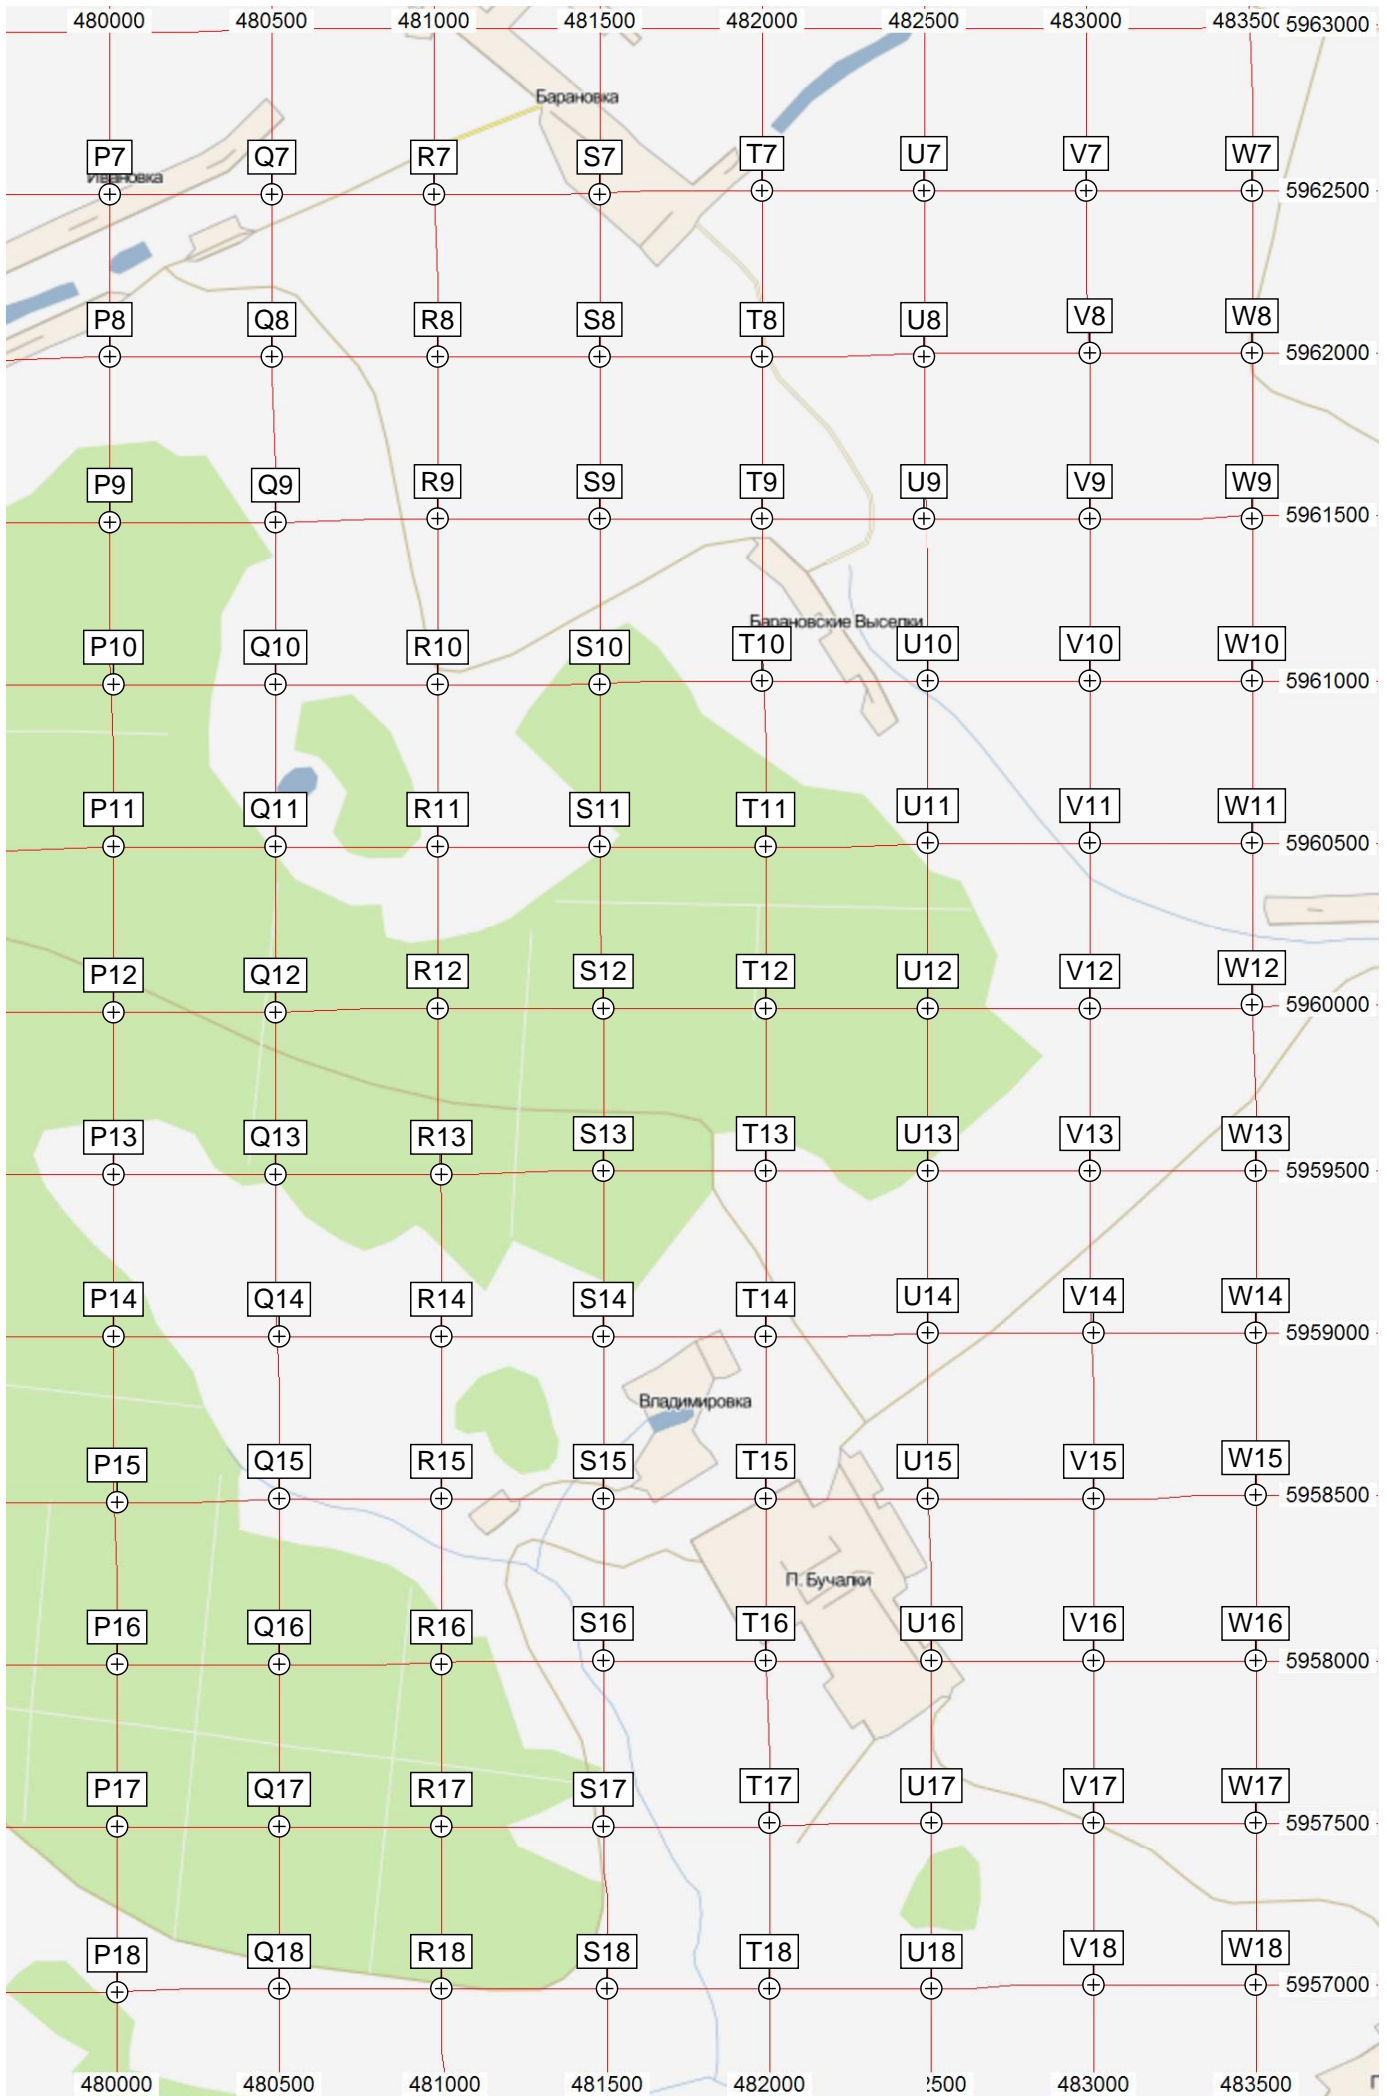 480000 480500 481000 481500 482000 482500 483000 5963000
Барановка
P7 Q7 R7 S7 T7 U7 V7 W7
Ивановка
5962500
P8 Q8 R8 S8 T8 U8 V8 W8
5962000
P9 Q9 R9 S9 T9 U9 V9 W9
5961500
Барановские Выселки
P10 Q10 R10 S10 T10 U10 V10 W10
5961000
P11 Q11 R11 S11 T11 U11 V11 W11
5960500
P12 Q12 R12 S12 T12 U12 V12 W12
5960000
P13 Q13 R13 S13 T13 U13 V13 W13
5959500
P14 Q14 R14 S14 T14 U14 V14 W14
5959000
Владимировка
P15 Q15 R15 S15 T15 U15 V15 W15
5958500
П. Бучалки
P16 Q16 R16 S16 T16 U16 V16 W16
5958000
P17 Q17 R17 S17 T17 U17 V17 W17
5957500
P18 Q18 R18 S18 T18 U18 V18 W18
5957000
480000 480500 481000 481500 482000 483000 483500